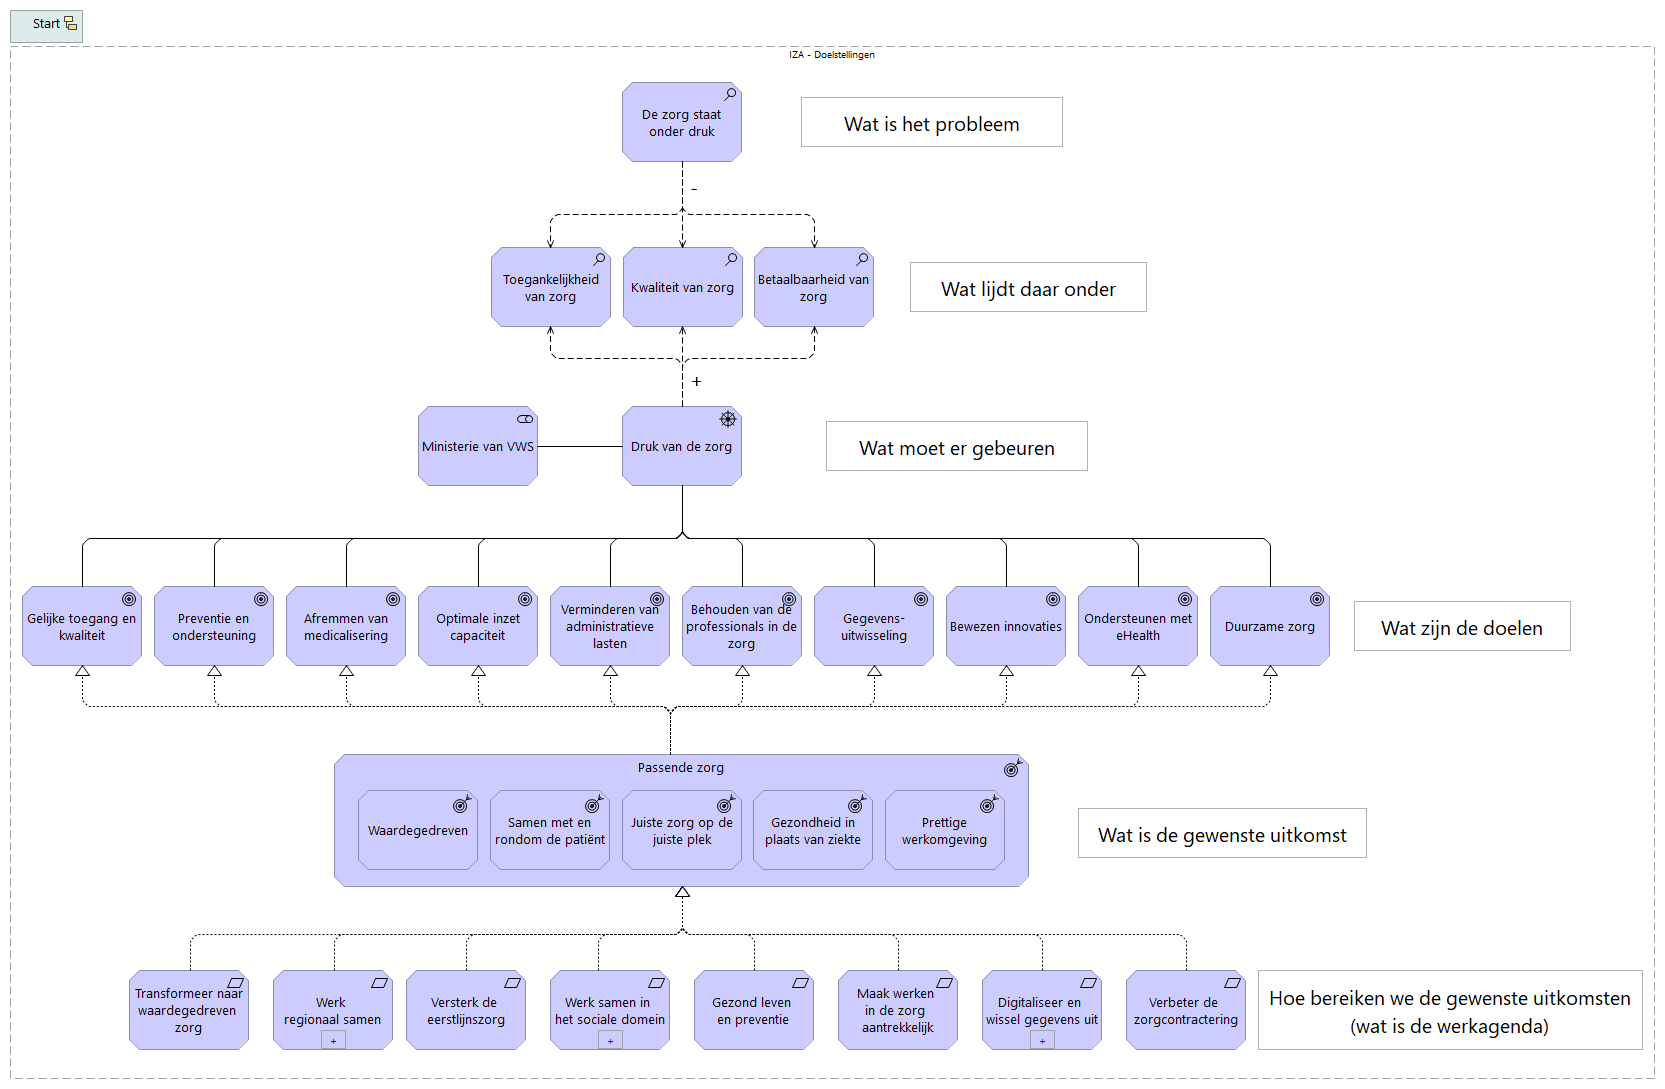 Start
IZA - Doelstellingen
De zorg staat
onder druk
Wat is het probleem
-
Toegankelijkheid
van zorg
Kwaliteit van zorg
Betaalbaarheid van
zorg
Wat lijdt daar onder
+
Ministerie van VWS
Druk van de zorg
Wat moet er gebeuren
Gelijke toegang en
kwaliteit
Preventie en
ondersteuning
Afremmen van
medicalisering
Optimale inzet
capaciteit
Verminderen van
administratieve
lasten
Behouden van de
professionals in de
zorg
Gegevens-
uitwisseling
Bewezen innovaties
Ondersteunen met
eHealth
Duurzame zorg
Wat zijn de doelen
Passende zorg
Waardegedreven
Samen met en
rondom de patiënt
Juiste zorg op de
juiste plek
Gezondheid in
plaats van ziekte
Prettige
werkomgeving
Wat is de gewenste uitkomst
Transformeer naar
waardegedreven
zorg
Werk
regionaal samen
+
Versterk de
eerstlijnszorg
Werk samen in
het sociale domein
+
Gezond leven
en preventie
Maak werken
in de zorg
aantrekkelijk
Digitaliseer en
wissel gegevens uit
+
Verbeter de
zorgcontractering
Hoe bereiken we de gewenste uitkomsten
(wat is de werkagenda)